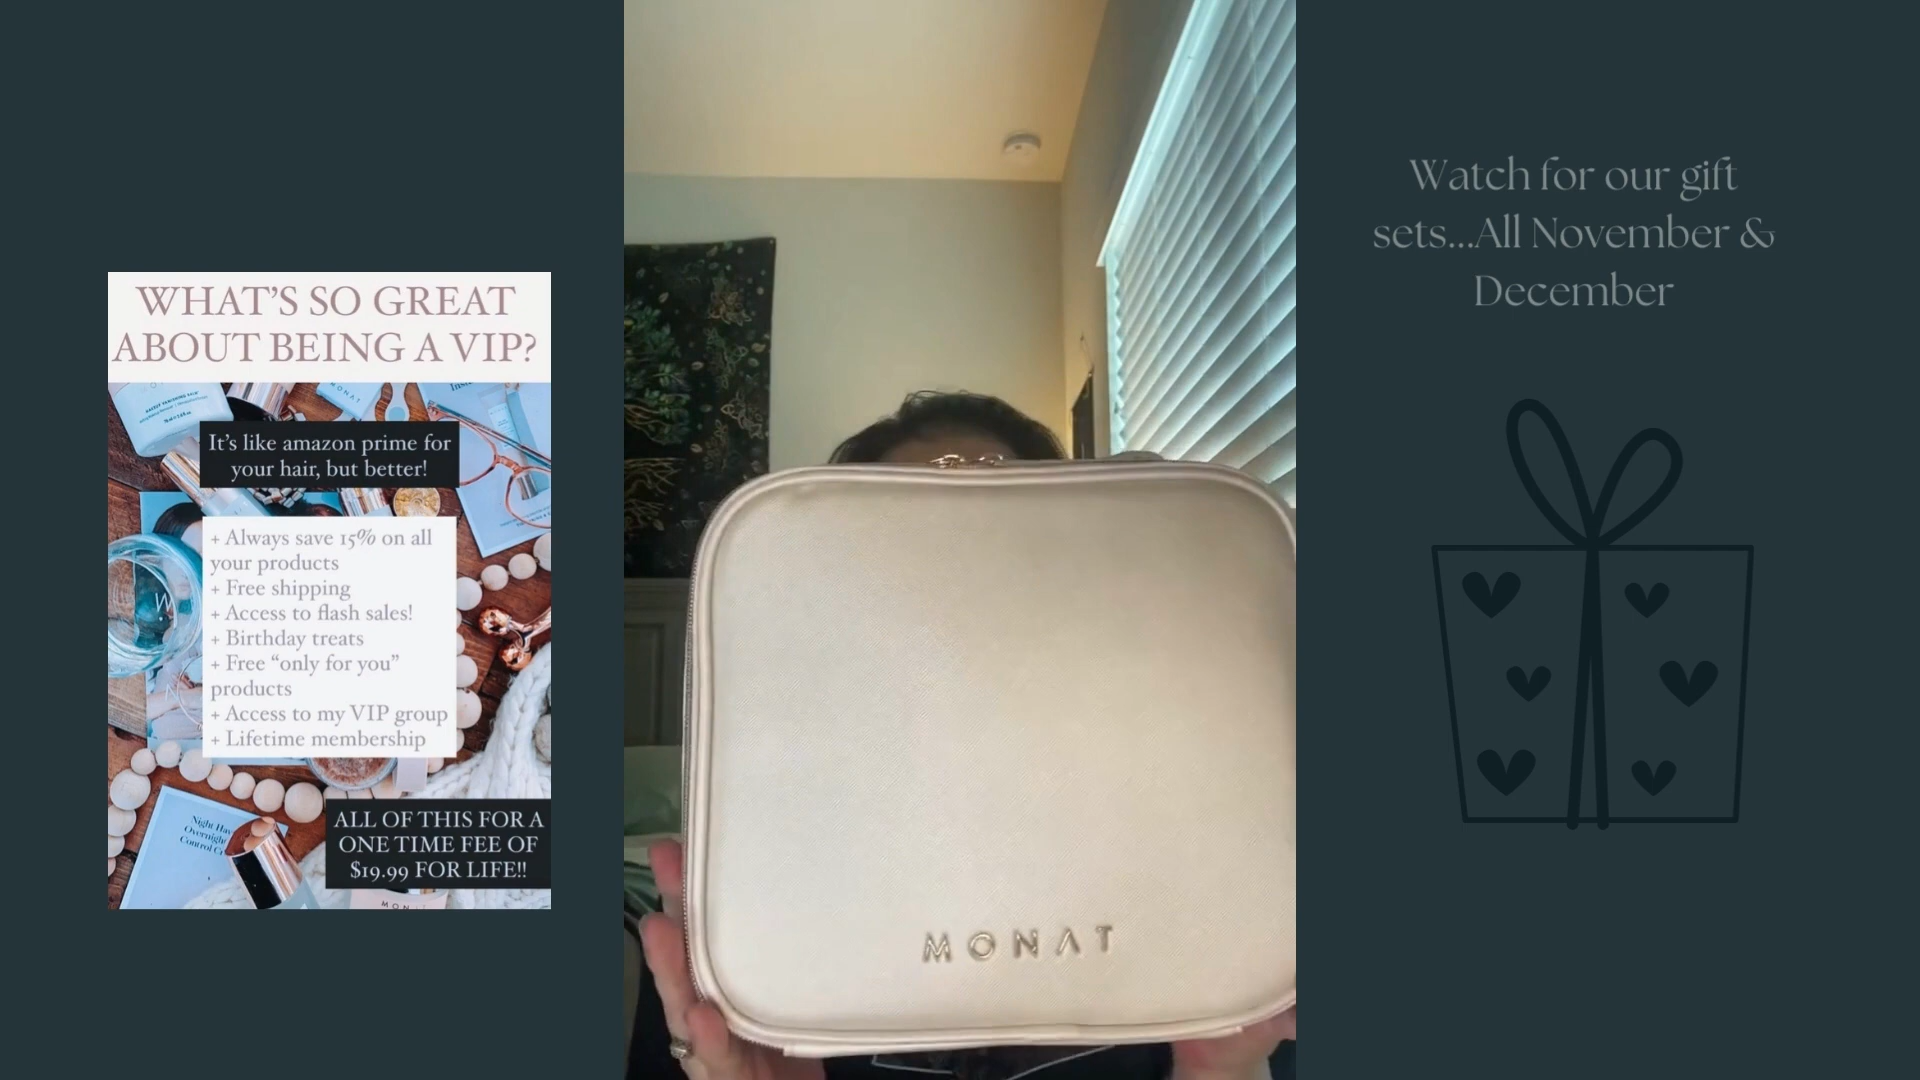 WHAT'S SO GREAT
ABOUT BEING A VIP?
It's like amazon prime for
your hair, but better!
+ Always save 15% on all
your products
+ Free shipping
+ Access to flash sales!
+ Birthday treats
+ Free “only for you”
products
+ Access to my VIP group
+ Lifetime membership
ALL OF THIS FOR A
ONE TIME FEE OF
$19.99 FOR LIFE!!
MONAT
Watch for our gift
sets...All November &
December